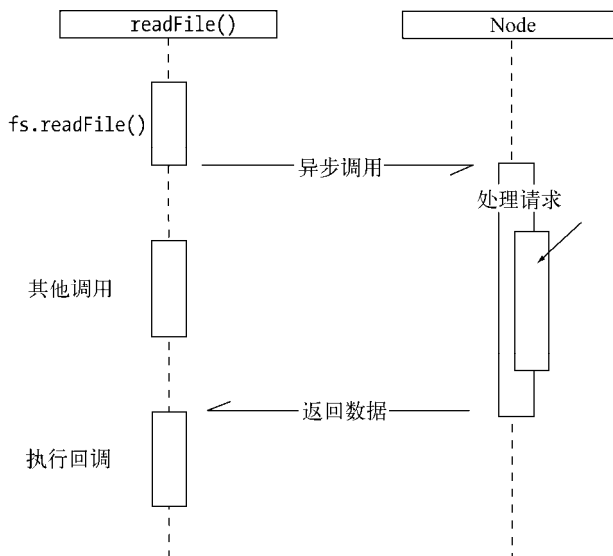 readFile()
Node
fs.readFile()
异步调用
处理请求
其他调用
返回数据
执行回调